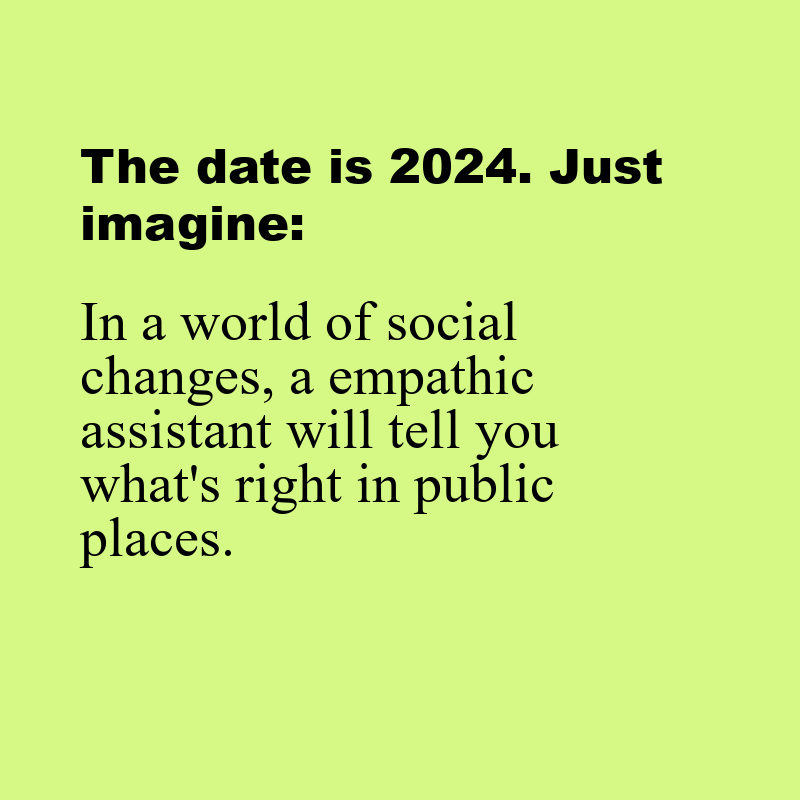 The date is 2024. Just
imagine:
In a world of social
changes, a empathic
assistant will tell you
what's right in public
places.